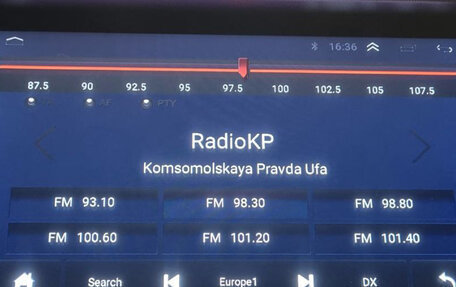 16:36
87.5 90 92.5 95 97.5 100 102.5 105 107.5
TA AF PTY
RadioKP
Komsomolskaya Pravda Ufa
FM 93.10 FM 98.30 FM 98.80
FM 100.60 FM 101.20 FM 101.40
Search Europe1 DX